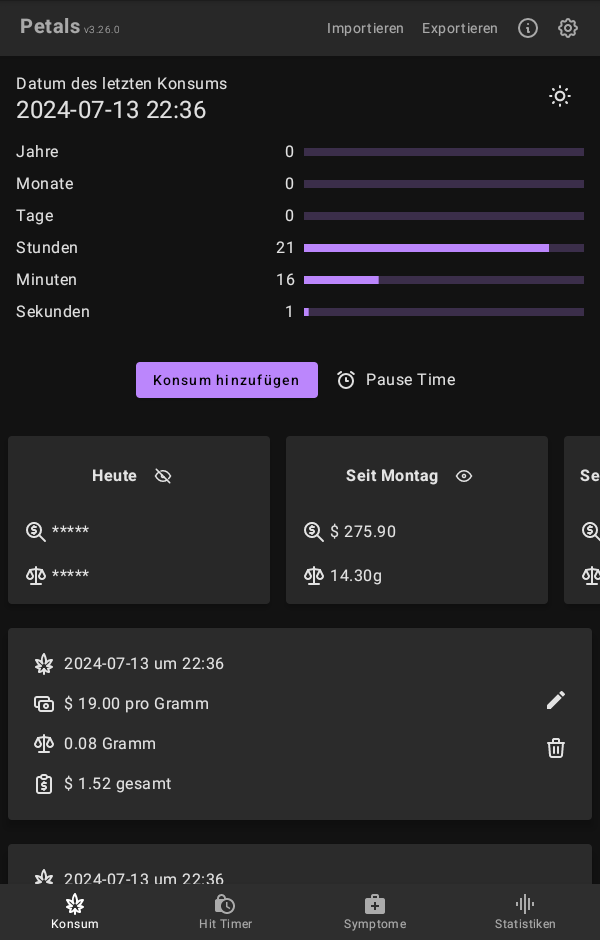 Petals v3.26.0
Importieren Exportieren
Datum des letzten Konsums
2024-07-13 22:36
Jahre 0
Monate 0
Tage 0
Stunden 21
Minuten 16
Sekunden 1
Konsum hinzufügen Pause Time
Heute
*****
*****
Seit Montag
$ 275.90
14.30g
Se
2024-07-13 um 22:36
$ 19.00 pro Gramm
0.08 Gramm
$ 1.52 gesamt
2024-07-13 um 22:36
Konsum Hit Timer Symptome Statistiken